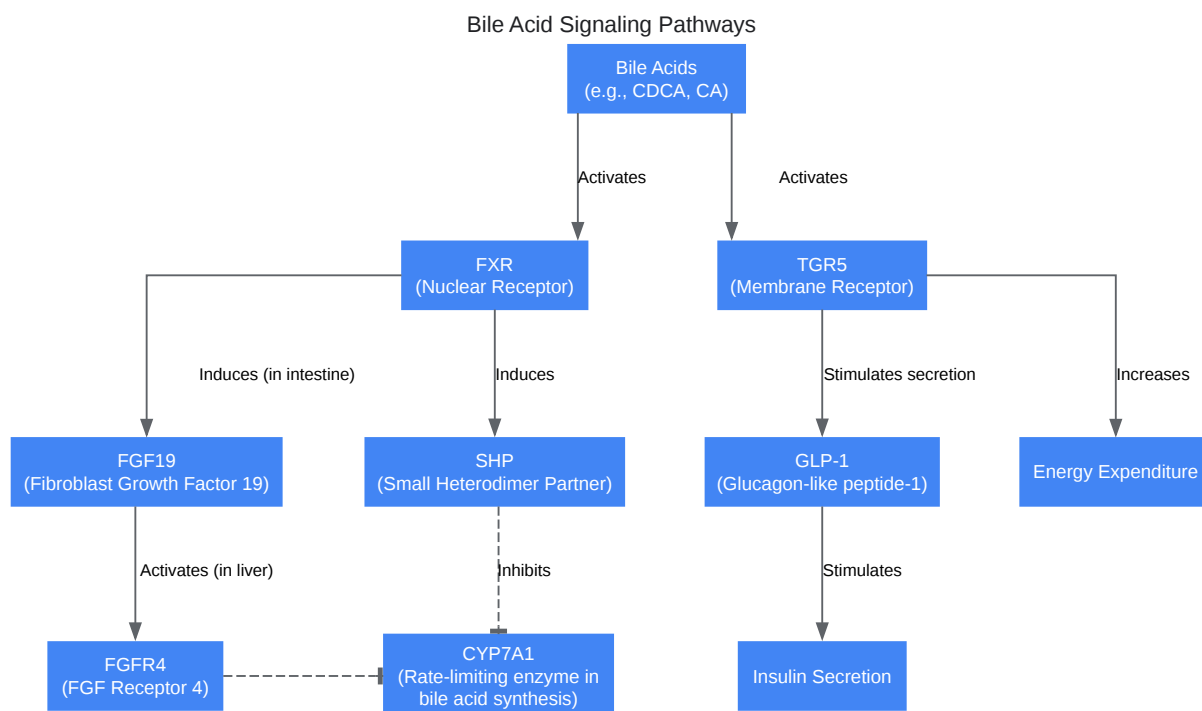 Bile Acid Signaling Pathways
Bile Acids
(e.g., CDCA, CA)
Activates
Activates
FXR
(Nuclear Receptor)
TGR5
(Membrane Receptor)
Induces (in intestine)
Induces
Stimulates secretion
Increases
FGF19
(Fibroblast Growth Factor 19)
SHP
(Small Heterodimer Partner)
GLP-1
(Glucagon-like peptide-1)
Energy Expenditure
Activates (in liver)
Inhibits
Stimulates
FGFR4
(FGF Receptor 4)
CYP7A1
(Rate-limiting enzyme in
bile acid synthesis)
Insulin Secretion